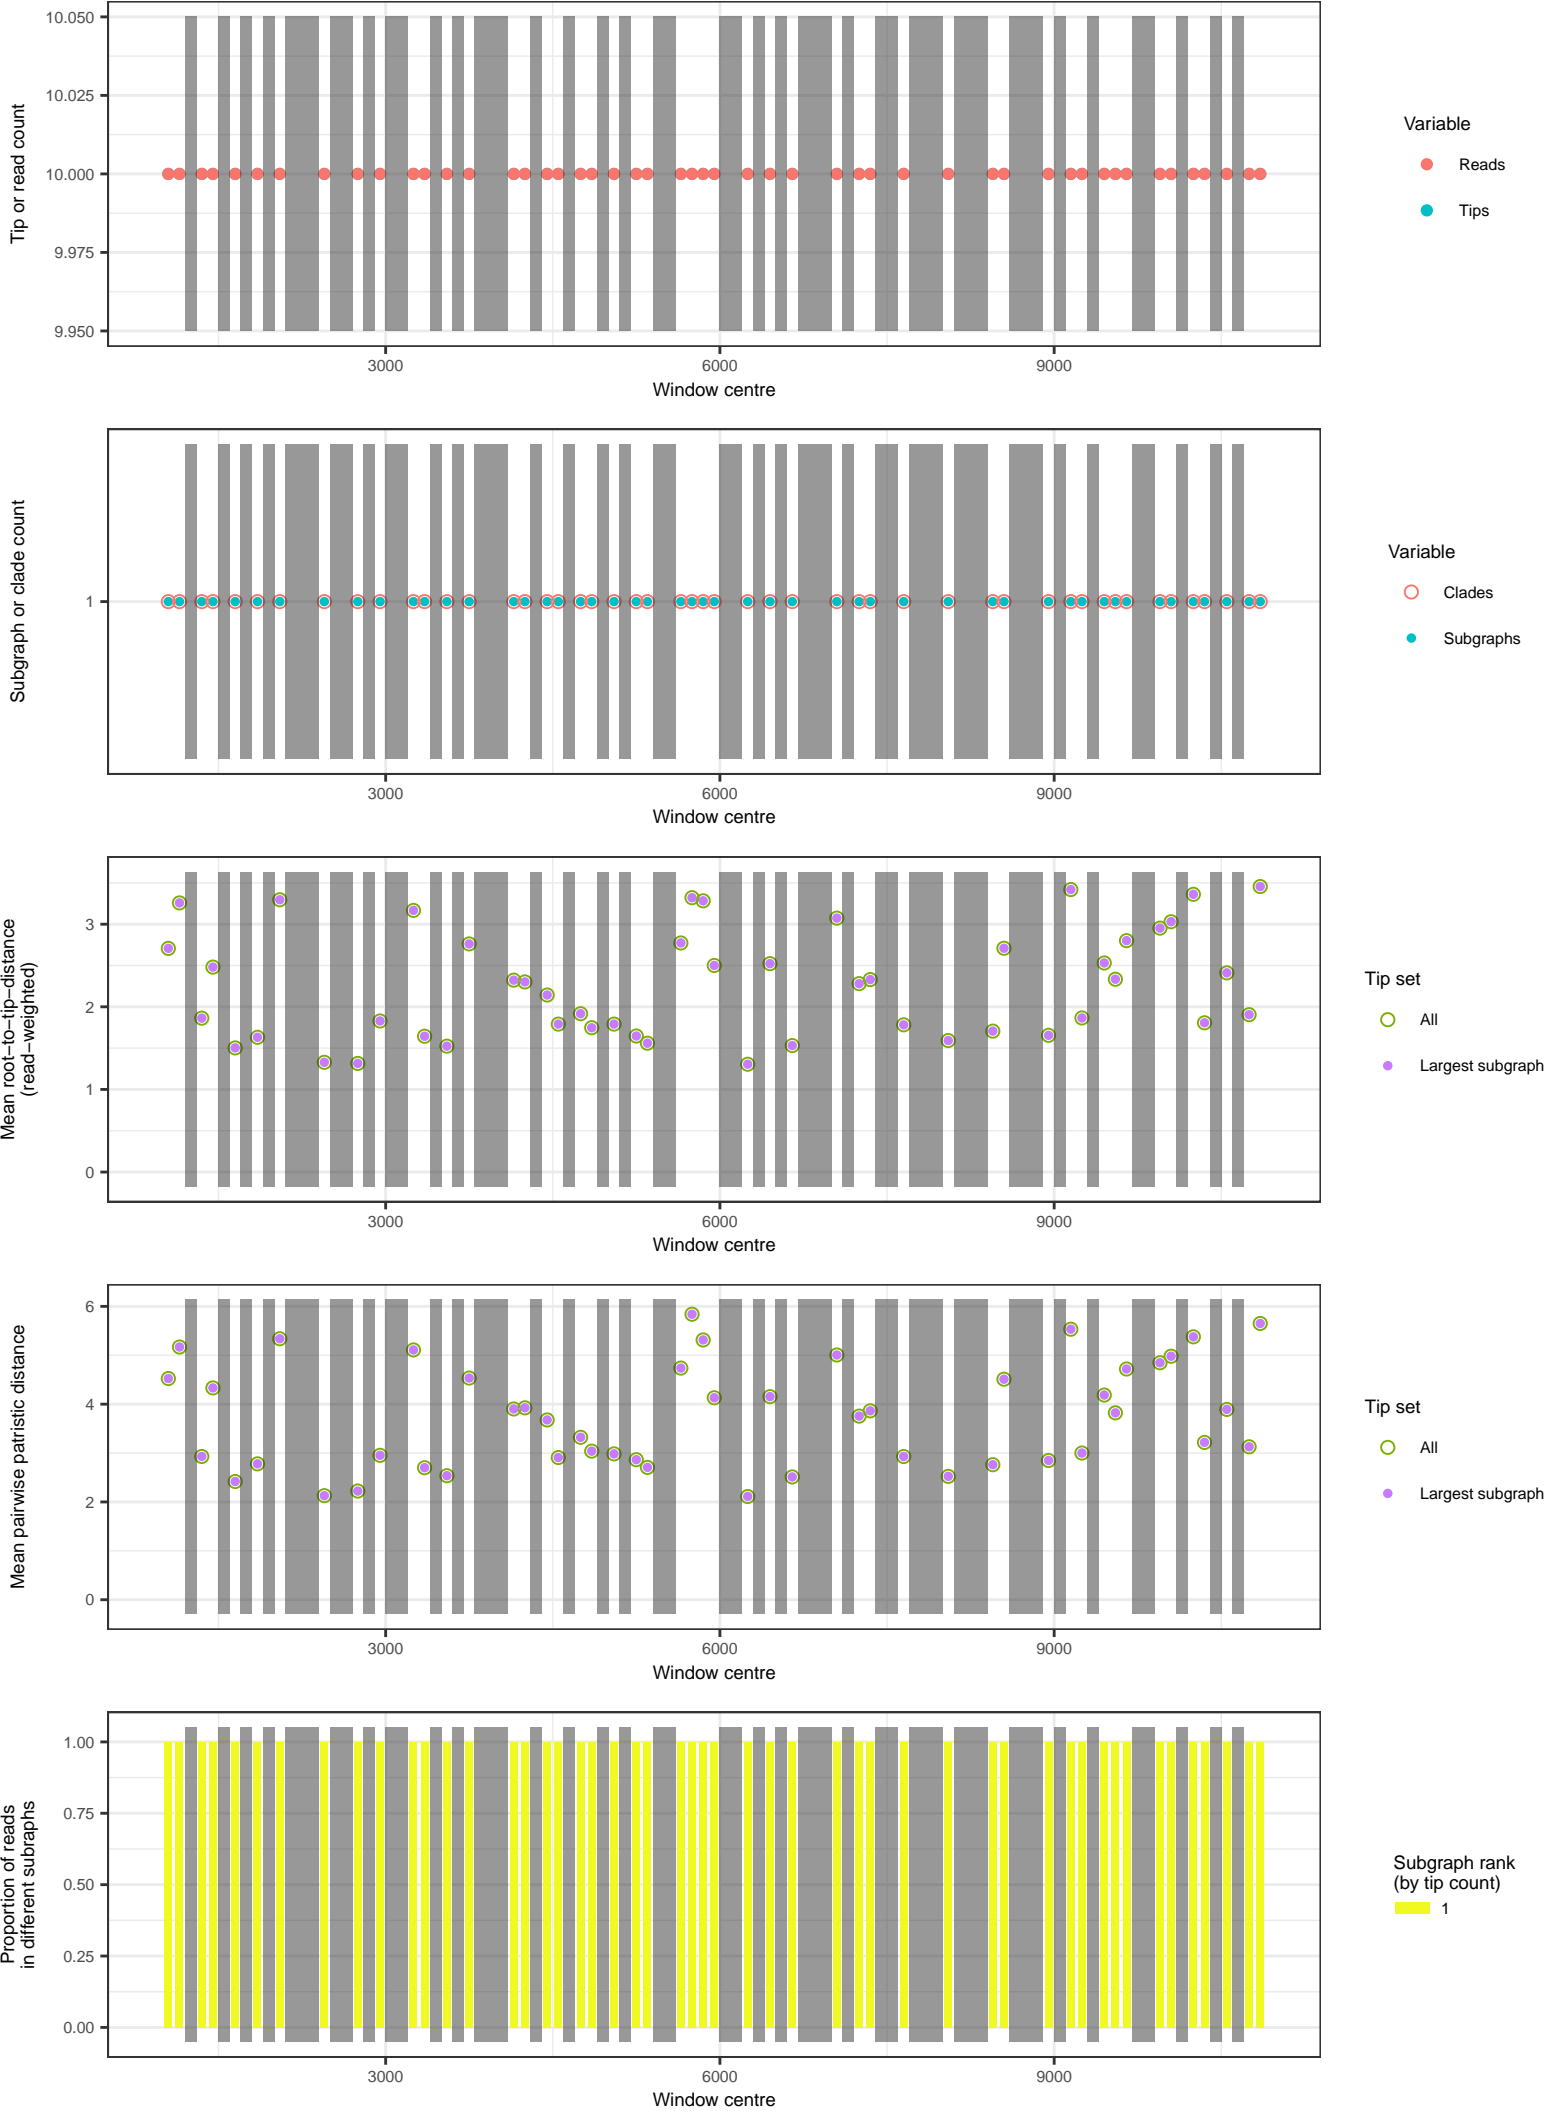 10.050
10.025
10.000
9.975
9.950
Tip or read count
3000 6000 9000
Window centre
Variable
Reads
Tips
1
Subgraph or clade count
3000 6000 9000
Window centre
Variable
Clades
Subgraphs
3
2
1
0
Mean root−to−tip−distance
(read−weighted)
3000 6000 9000
Window centre
Tip set
All
Largest subgraph
6
4
2
0
Mean pairwise patristic distance
3000 6000 9000
Window centre
Tip set
All
Largest subgraph
1.00
0.75
0.50
0.25
0.00
Proportion of reads
in different subraphs
3000 6000 9000
Window centre
Subgraph rank
(by tip count)
1